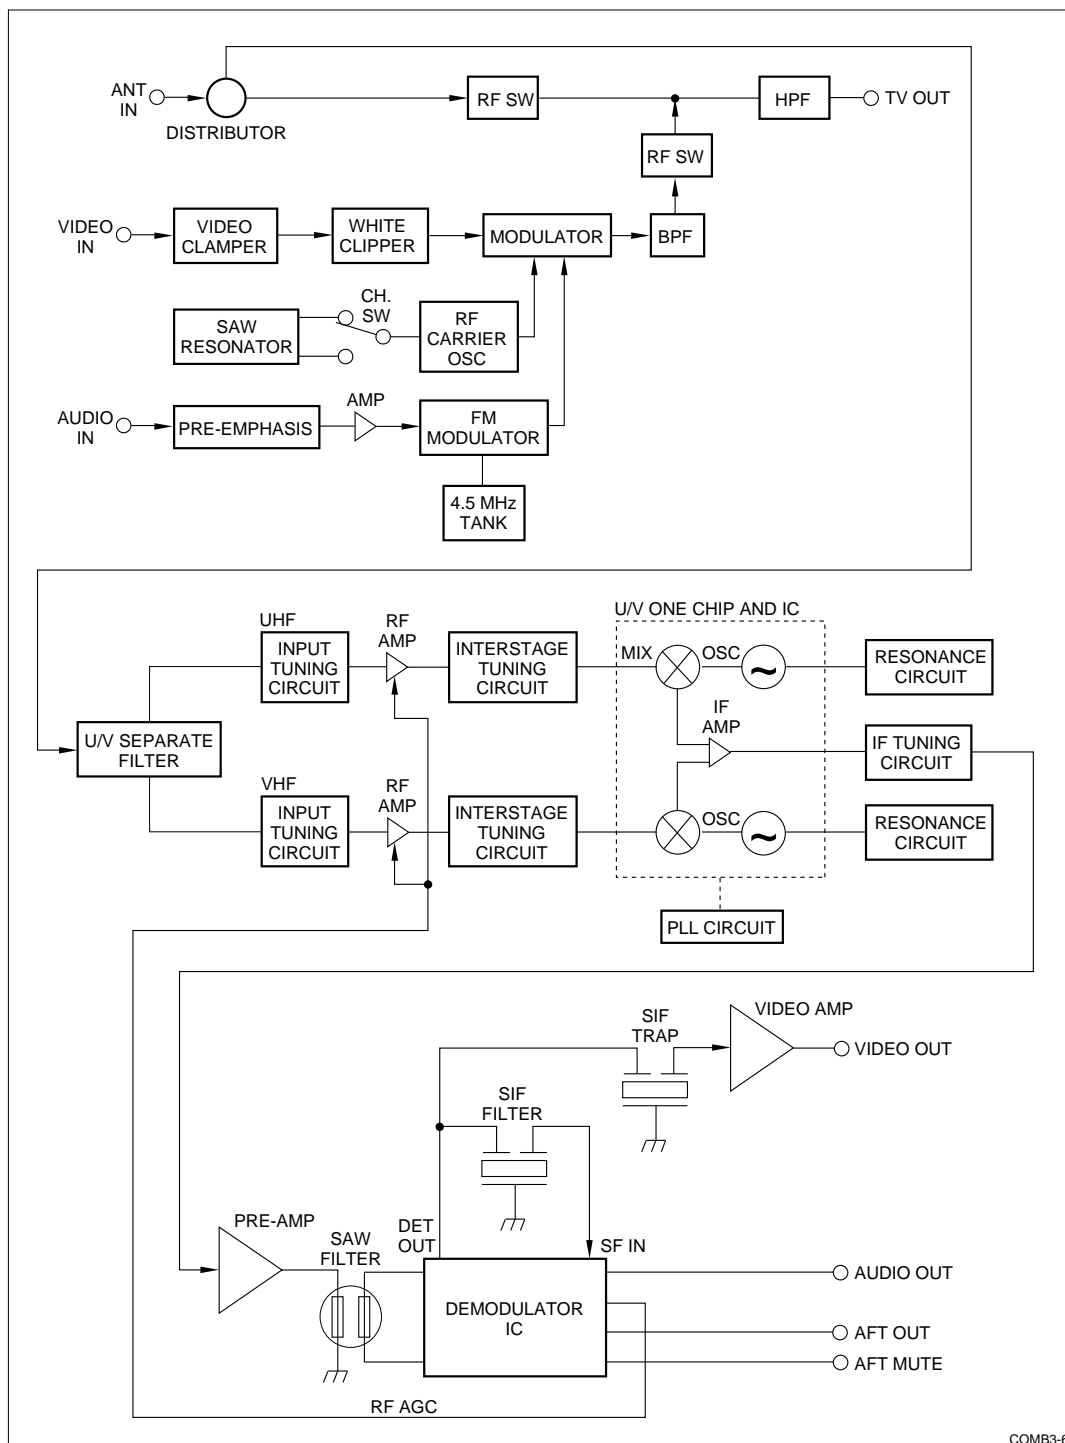 ANT
IN
DISTRIBUTOR
RF SW
HPF
TV OUT
RF SW
VIDEO
IN
VIDEO
CLAMPER
WHITE
CLIPPER
MODULATOR
BPF
SAW
RESONATOR
CH.
SW
RF
CARRIER
OSC
AUDIO
IN
PRE-EMPHASIS
AMP
FM
MODULATOR
4.5 MHz
TANK
U/V ONE CHIP AND IC
UHF
INPUT
TUNING
CIRCUIT
RF
AMP
INTERSTAGE
TUNING
CIRCUIT
MIX
OSC
~
RESONANCE
CIRCUIT
U/V SEPARATE
FILTER
IF
AMP
IF TUNING
CIRCUIT
VHF
INPUT
TUNING
CIRCUIT
RF
AMP
INTERSTAGE
TUNING
CIRCUIT
OSC
~
RESONANCE
CIRCUIT
PLL CIRCUIT
SIF
TRAP
VIDEO AMP
VIDEO OUT
SIF
FILTER
PRE-AMP
SAW
FILTER
DET
OUT
SF IN
DEMODULATOR
IC
AUDIO OUT
AFT OUT
AFT MUTE
RF AGC
COMB3-6